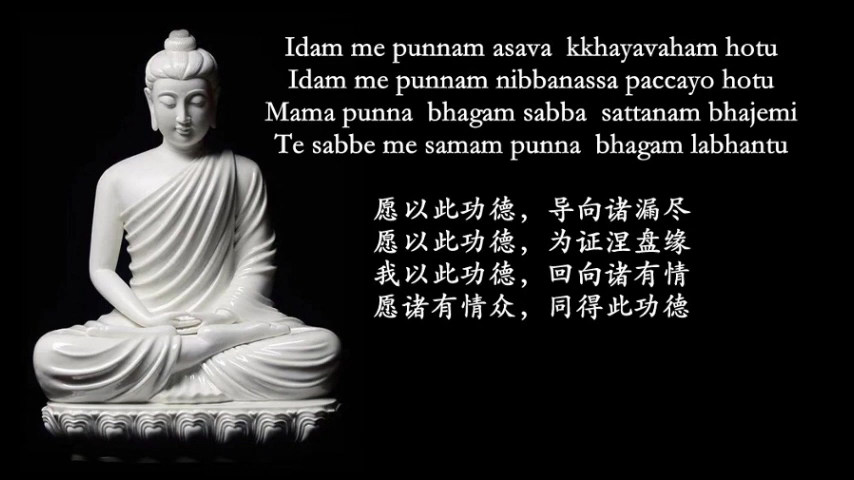 Idam me punnam asava kkhayavaham hotu
Idam me punnam nibbanassa paccayo hotu
Mama punna bhagam sabba sattanam bhajemi
Te sabbe me samam punna bhagam labhantu
愿以此功德，导向诸漏尽
愿以此功德，为证涅盘缘
我以此功德，回向诸有情
愿诸有情众，同得此功德